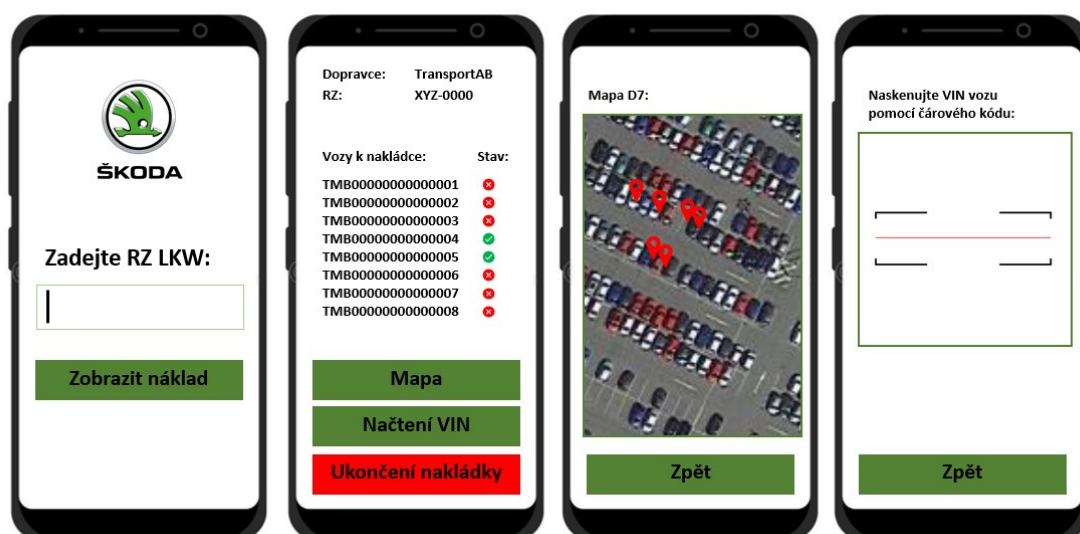 ŠKODA
Zadejte RZ LKW:
Zobrazit náklad
Dopravce: TransportAB
RZ: XYZ-0000
Vozy k nakládce: Stav:
TMB00000000000001
TMB00000000000002
TMB00000000000003
TMB00000000000004
TMB00000000000005
TMB00000000000006
TMB00000000000007
TMB00000000000008
Mapa
Načtení VIN
Ukončení nakládky
Mapa D7:
Zpět
Naskenujte VIN vozu
pomocí čárového kódu:
Zpět